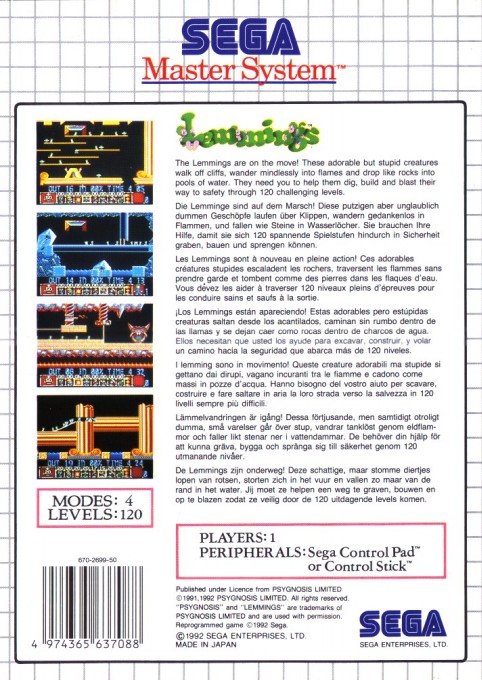 SEGA
Master System™
Lemmings
The Lemmings are on the move! These adorable but stupid creatures
walk off cliffs, wander mindlessly into flames and drop like rocks into
pools of water. They need you to help them dig, build and blast their
way to safety through 120 challenging levels.
Die Lemminge sind auf dem Marsch! Diese putzigen aber unglaublich
dummen Geschöpfe laufen über Klippen, wandern gedankenlos in
Flammen, und fallen wie Steine in Wasserlöcher. Sie brauchen Ihre
Hilfe, damit sie sich 120 spannende Spielstufen hindurch in Sicherheit
graben, bauen und sprengen können.
Les Lemmings sont à nouveau en pleine action! Ces adorables
créatures stupides escaladent les rochers, traversent les flammes sans
prendre garde et tombent comme des pierres dans les flaques d'eau.
Vous dévez les aider à traverser 120 niveaux pleins d'épreuves pour
les conduire sains et saufs à la sortie.
¡Los Lemmings están apareciendo! Estas adorables pero estúpidas
creaturas saltan desde los acantilados, caminan sin rumbo dentro de
las llamas y se dejan caer como rocas dentro de charcos de agua.
Ellos necesitan que usted los ayude para excavar, construir, y volar
un camino hacia la seguridad que abarca más de 120 niveles.
I lemming sono in movimento! Queste creature adorabili ma stupide si
gettano dai dirupi, vagano incuranti tra le fiamme e cadono come
massi in pozze d'acqua. Hanno bisogno del vostro aiuto per scavare,
costruire e fare saltare in aria la loro strada verso la salvezza in 120
livelli sempre più difficili.
Lämmelvandringen är igång! Dessa förtjusande, men samtidigt otroligt
dumma, små varelser går över stup, vandrar tanklöst genom eldflam-
mor och faller likt stenar ner i vattendammar. De behöver din hjälp för
att kunna gräva, bygga och spränga sig till säkerhet genom 120
utmanande nivåer.
De Lemmings zijn onderweg! Deze schattige, maar stomme diertjes
lopen van rotsen, storten zich in het vuur en vallen zo maar van de
rand in het water. Jij moet ze helpen een weg te graven, bouwen en
op te blazen zodat ze veilig door de 120 uitdagende levels komen.
MODES: 4
LEVELS: 120
PLAYERS: 1
PERIPHERALS: Sega Control Pad™
or Control Stick™
670-2699-50
4 974365 637088
Published under Licence from PSYGNOSIS LIMITED
©1991,1992 PSYGNOSIS LIMITED. All rights reserved.
"PSYGNOSIS" and "LEMMINGS" are trademarks of
PSYGNOSIS LIMITED and are used with permission.
Reprogrammed game ©1992 Sega.
©1992 SEGA ENTERPRISES, LTD.
MADE IN JAPAN
SEGA
SEGA ENTERPRISES, LTD.